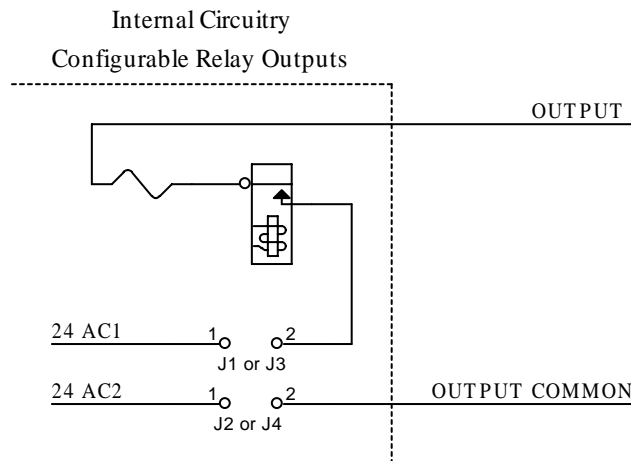 Internal Circuitry
Configurable Relay Outputs
OUTPUT
24 AC1
1
2
J1 or J3
24 AC2
1
2
OUTPUT COMMON
J2 or J4